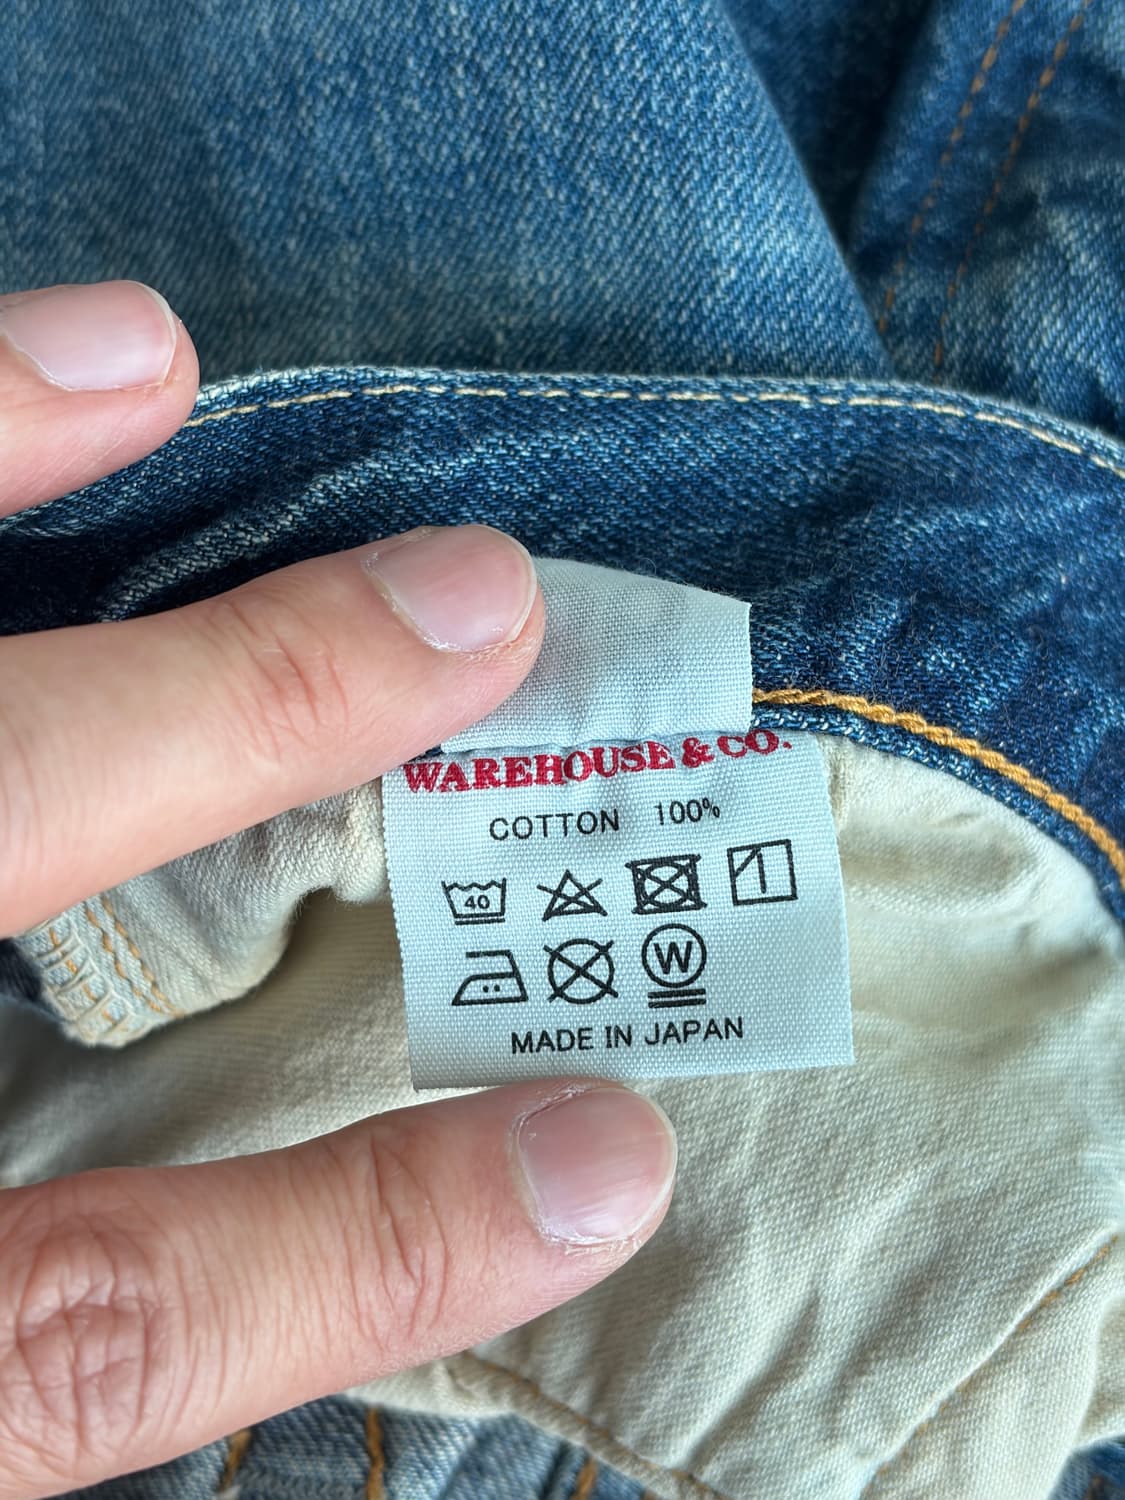 WAREHOUSE & CO.
COTTON 100%
40
W
MADE IN JAPAN